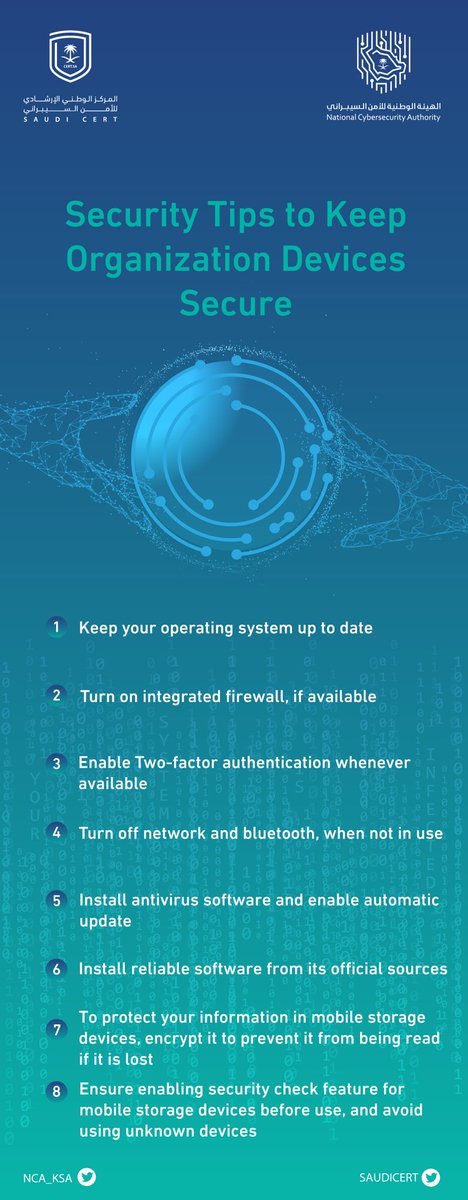 CERT.SA
المركز الوطني الإرشادي
للأمن السيبراني
SAUDI CERT
الهيئة الوطنية للأمن السيبراني
National Cybersecurity Authority
Security Tips to Keep
Organization Devices
Secure
1 Keep your operating system up to date
2 Turn on integrated firewall, if available
3 Enable Two-factor authentication whenever
available
4 Turn off network and bluetooth, when not in use
5 Install antivirus software and enable automatic
update
6 Install reliable software from its official sources
7 To protect your information in mobile storage
devices, encrypt it to prevent it from being read
if it is lost
8 Ensure enabling security check feature for
mobile storage devices before use, and avoid
using unknown devices
NCA_KSA
SAUDICERT